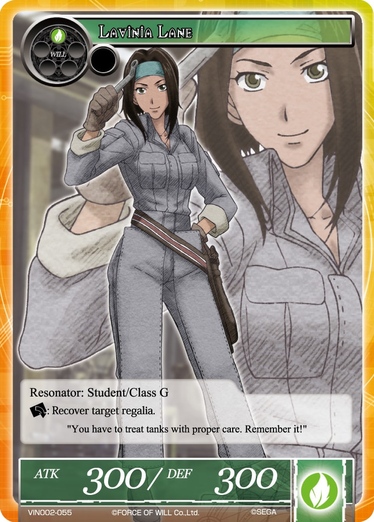 Lavinia Lane
WILL
Resonator: Student/Class G
: Recover target regalia.
"You have to treat tanks with proper care. Remember it!"
ATK 300/ DEF 300
VIN002-055 ©FORCE OF WILL Co.,Ltd. ©SEGA